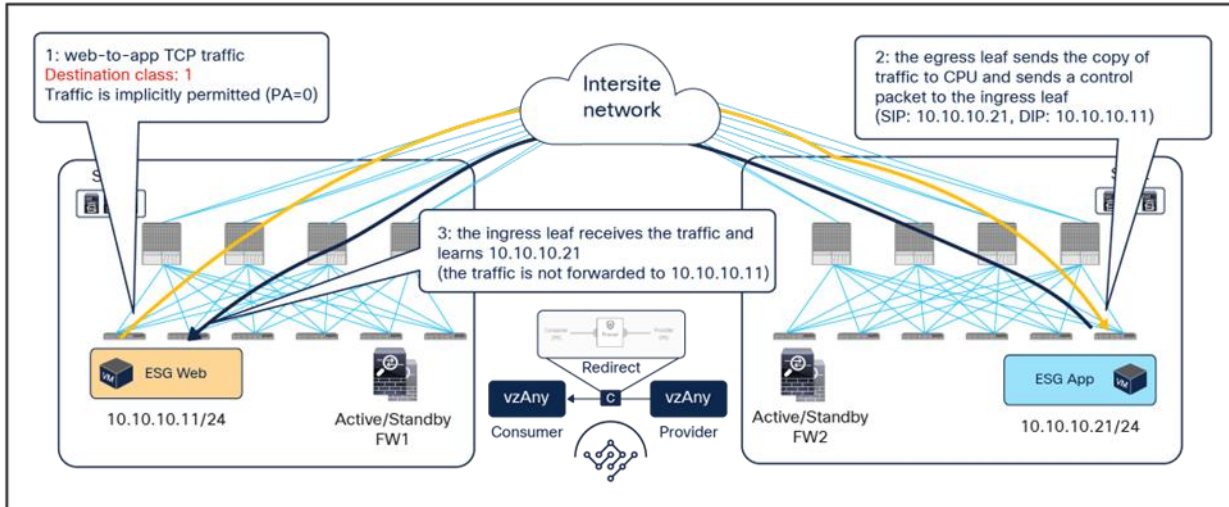 1: web-to-app TCP traffic
Destination class: 1
Traffic is implicitly permitted (PA=0)
Intersite
network
2: the egress leaf sends the copy of
traffic to CPU and sends a control
packet to the ingress leaf
(SIP: 10.10.10.21, DIP: 10.10.10.11)
3: the ingress leaf receives the traffic and
learns 10.10.10.21
(the traffic is not forwarded to 10.10.10.11)
VM
ESG Web
10.10.10.11/24
Active/Standby
FW1
Redirect
vzAny
C
vzAny
Consumer
Provider
Active/Standby
FW2
ESG App
VM
10.10.10.21/24